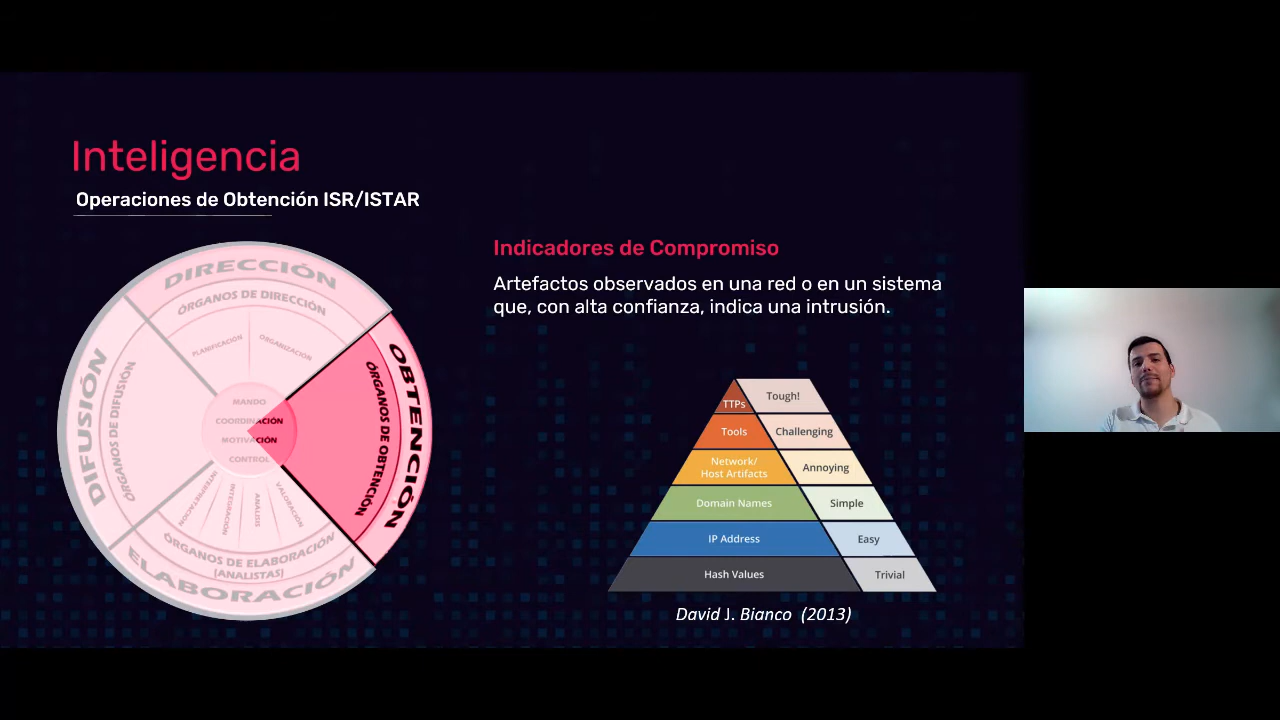 Inteligencia
Operaciones de Obtención ISR/ISTAR
DIRECCIÓN
ÓRGANOS DE DIRECCIÓN
PLANIFICACIÓN
ORGANIZACIÓN
OBTENCIÓN
ÓRGANOS DE OBTENCIÓN
DIFUSIÓN
ÓRGANOS DE DIFUSIÓN
MANDO
COORDINACIÓN
MOTIVACIÓN
CONTROL
INTERPRETACIÓN
INTEGRACIÓN
ANÁLISIS
VALORACIÓN
ÓRGANOS DE ELABORACIÓN
(ANALISTAS)
ELABORACIÓN
Indicadores de Compromiso
Artefactos observados en una red o en un sistema
que, con alta confianza, indica una intrusión.
TTPs Tough!
Tools Challenging
Network/
Host Artifacts Annoying
Domain Names Simple
IP Address Easy
Hash Values Trivial
David J. Bianco (2013)